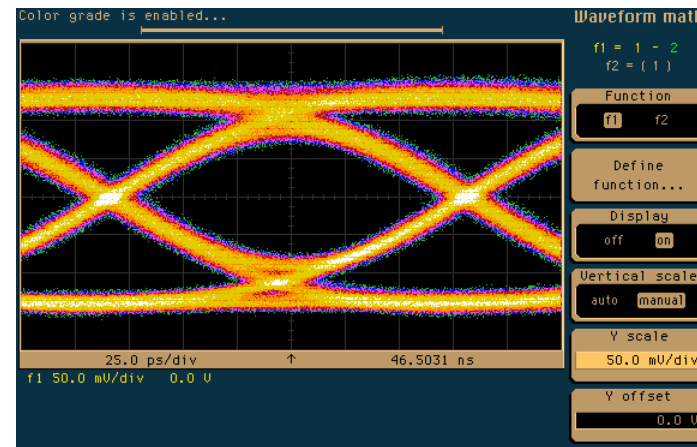 Color grade is enabled...
Waveform mat
f1 = 1 - 2
f2 = ( 1 )
Function
f1 f2
Define
function...
Display
off on
Vertical scale
auto manual
Y scale
50.0 mV/div
Y offset
0.0 V
25.0 ps/div ↑ 46.5031 ns
f1 50.0 mV/div 0.0 V